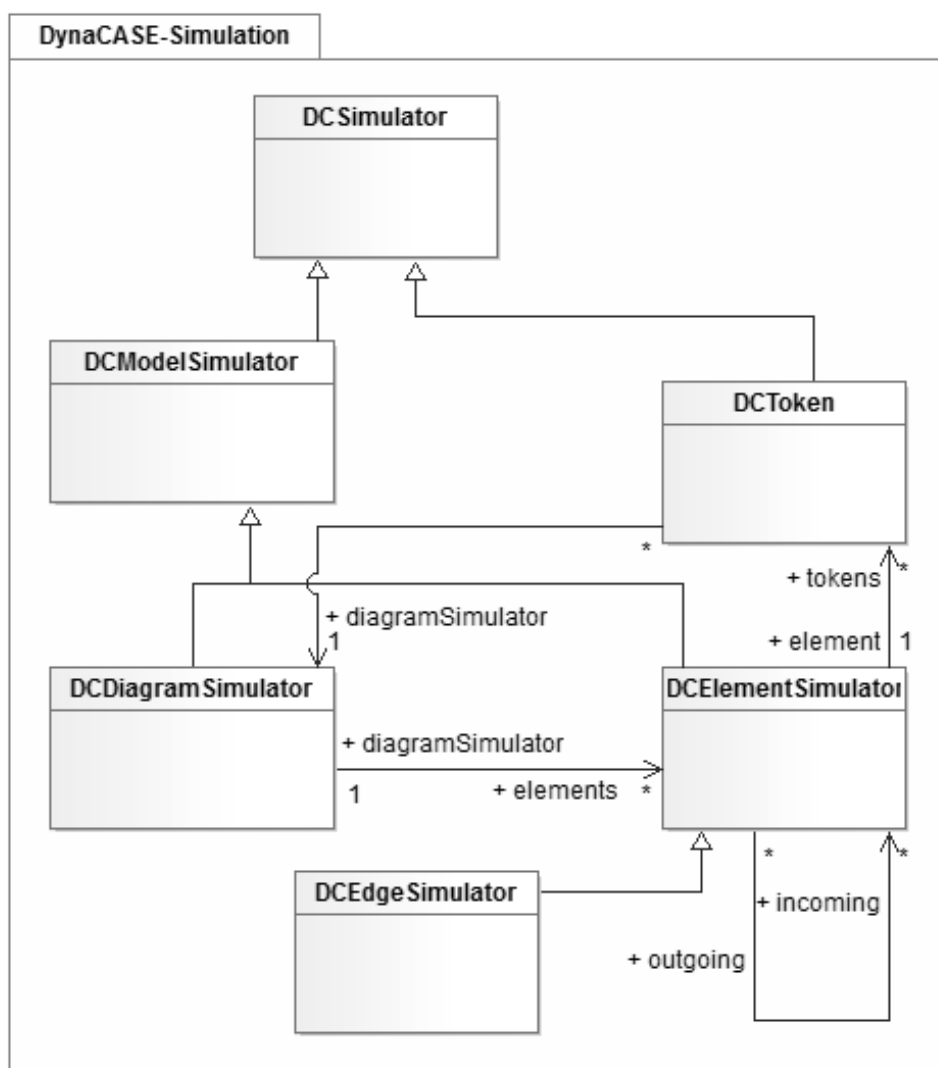 DynaCASE-Simulation
DCSimulator
DCModelSimulator
DCToken
*
+ tokens *
+ diagramSimulator
1
+ element 1
DCDiagramSimulator
DCElementSimulator
+ diagramSimulator
1
+ elements *
* *
DCEdgeSimulator
+ incoming
+ outgoing